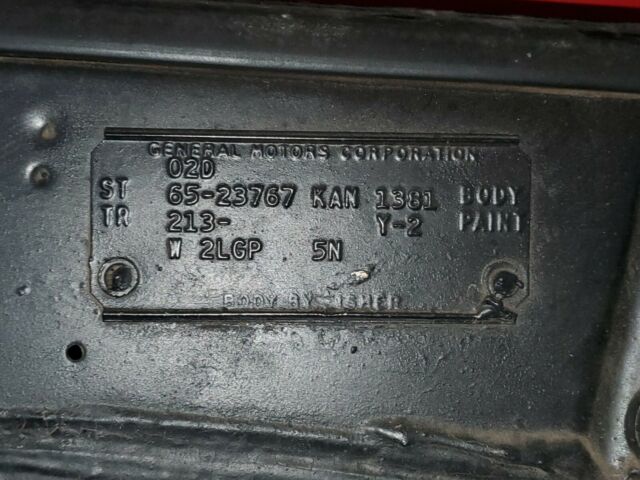 GENERAL MOTORS CORPORATION
02D
ST 65-23767 KAN 1381 BODY
TR 213- Y-2 PAINT
W 2LGP 5N
BODY BY FISHER